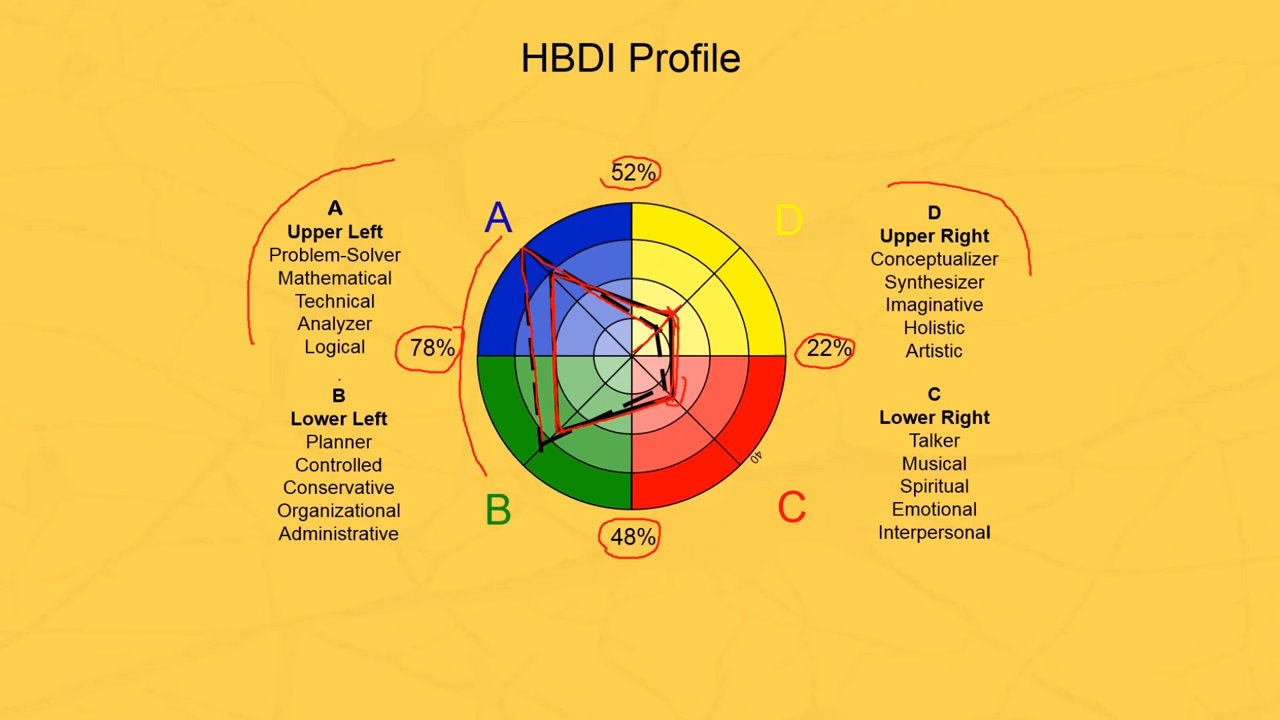 HBDI Profile
52%
A
Upper Left
Problem-Solver
Mathematical
Technical
Analyzer
Logical
78%
B
Lower Left
Planner
Controlled
Conservative
Organizational
Administrative
A
D
B
C
40
48%
D
Upper Right
Conceptualizer
Synthesizer
Imaginative
Holistic
Artistic
22%
C
Lower Right
Talker
Musical
Spiritual
Emotional
Interpersonal